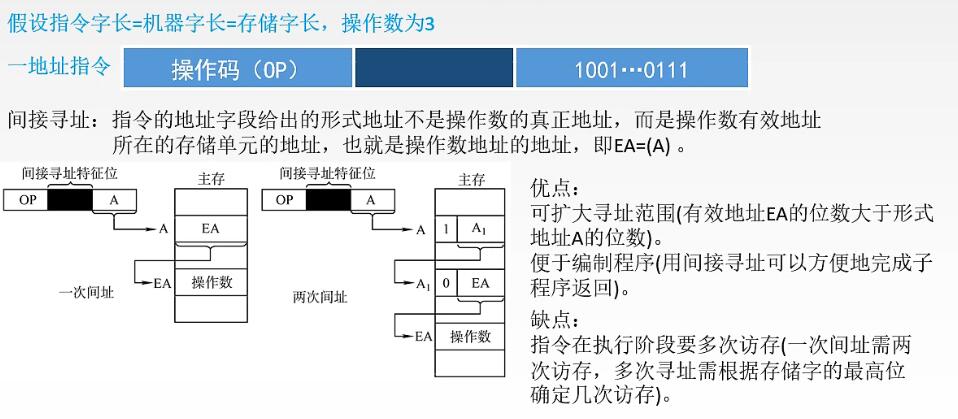 假设指令字长=机器字长=存储字长，操作数为3
一地址指令 操作码（OP） 1001…0111
间接寻址：指令的地址字段给出的形式地址不是操作数的真正地址，而是操作数有效地址
所在的存储单元的地址，也就是操作数地址的地址，即EA=(A) 。
间接寻址特征位
OP A
主存
A EA
EA 操作数
一次间址
间接寻址特征位
OP A
主存
A 1 A1
A1 0 EA
EA 操作数
两次间址
优点：
可扩大寻址范围(有效地址EA的位数大于形式
地址A的位数)。
便于编制程序(用间接寻址可以方便地完成子
程序返回)。
缺点：
指令在执行阶段要多次访存(一次间址需两
次访存，多次寻址需根据存储字的最高位
确定几次访存)。